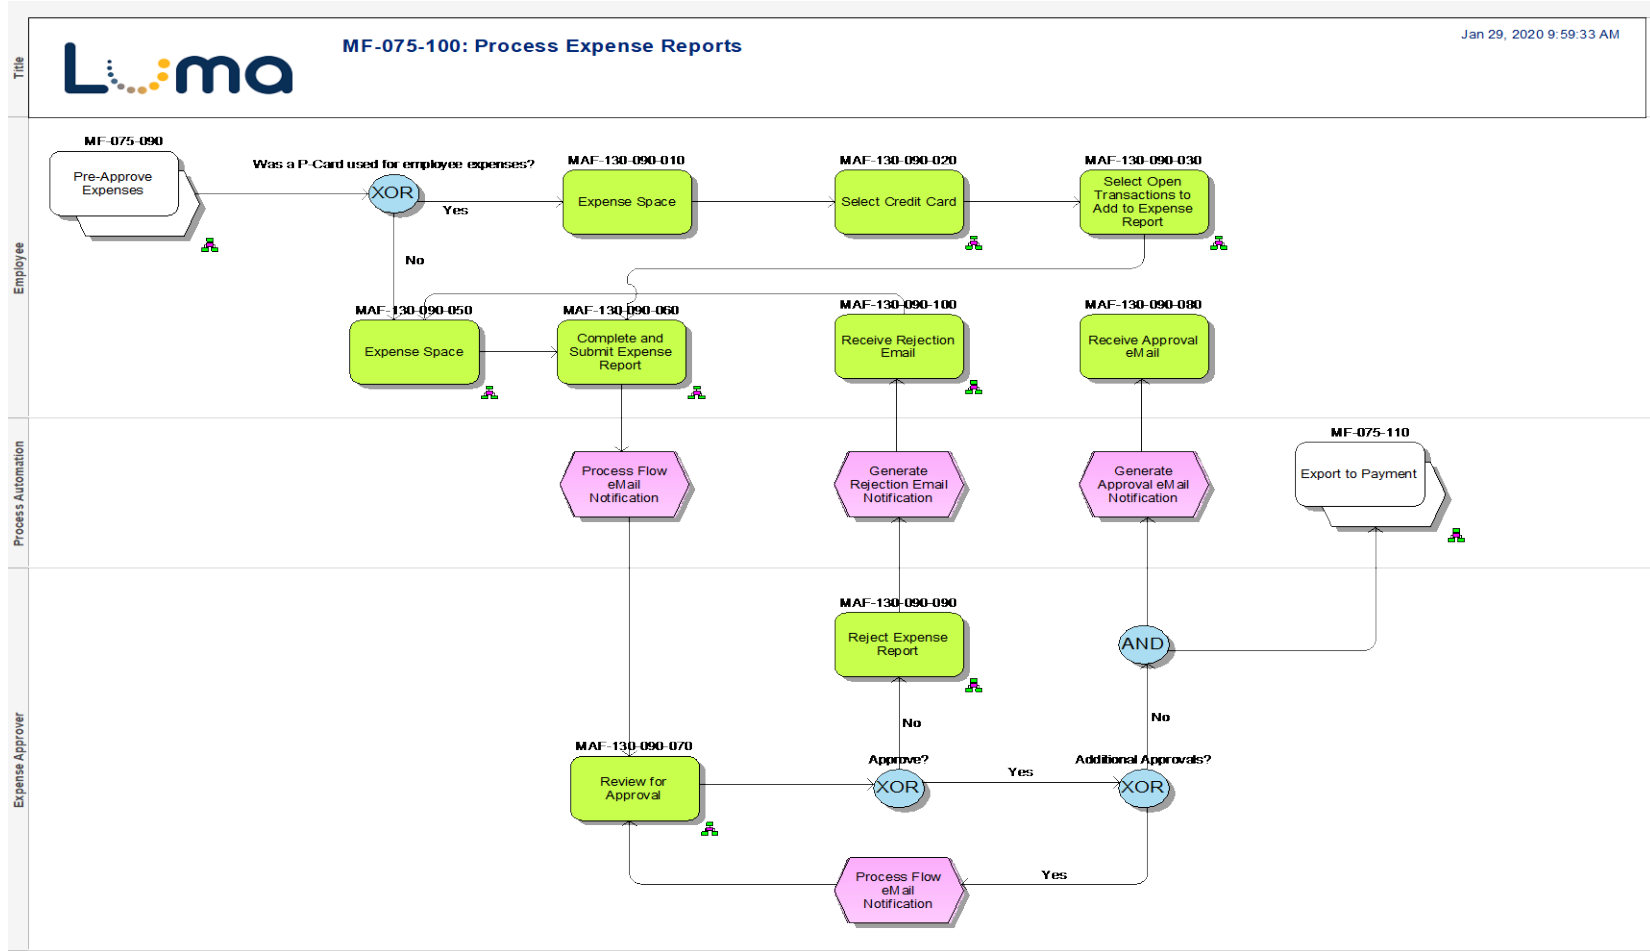 Title
Luma
MF-075-100: Process Expense Reports
Jan 29, 2020 9:59:33 AM
Employee
MF-075-090
Pre-Approve
Expenses
Was a P-Card used for employee expenses?
XOR
Yes
No
MAF-130-090-010
Expense Space
MAF-130-090-020
Select Credit Card
MAF-130-090-030
Select Open
Transactions to
Add to Expense
Report
MAF-130-090-050
Expense Space
MAF-130-090-060
Complete and
Submit Expense
Report
MAF-130-090-100
Receive Rejection
Email
MAF-130-090-080
Receive Approval
eMail
Process Automation
Process Flow
eMail
Notification
Generate
Rejection Email
Notification
Generate
Approval eMail
Notification
MF-075-110
Export to Payment
Expense Approver
MAF-130-090-090
Reject Expense
Report
AND
No
No
MAF-130-090-070
Review for
Approval
Approve?
XOR
Yes
Additional Approvals?
XOR
Yes
Process Flow
eMail
Notification